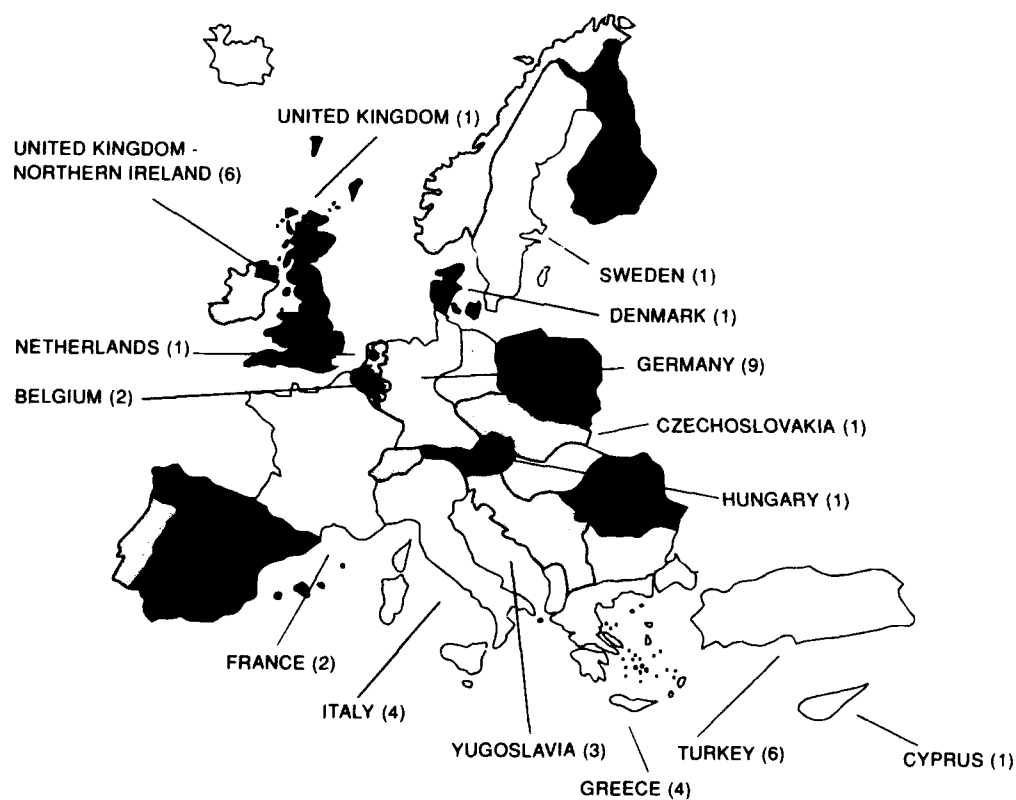 UNITED KINGDOM (1)
UNITED KINGDOM -
NORTHERN IRELAND (6)
SWEDEN (1)
DENMARK (1)
NETHERLANDS (1)
GERMANY (9)
BELGIUM (2)
CZECHOSLOVAKIA (1)
HUNGARY (1)
FRANCE (2)
ITALY (4)
YUGOSLAVIA (3)
TURKEY (6)
CYPRUS (1)
GREECE (4)